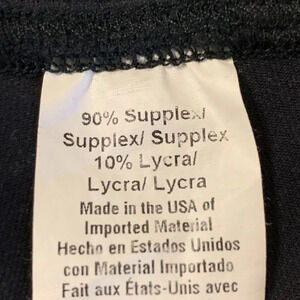 90% Supplex/
Supplex/ Supplex
10% Lycra/
Lycra/ Lycra
Made in the USA of
Imported Material
Hecho en Estados Unidos
con Material Importado
Fait aux États-Unis avec